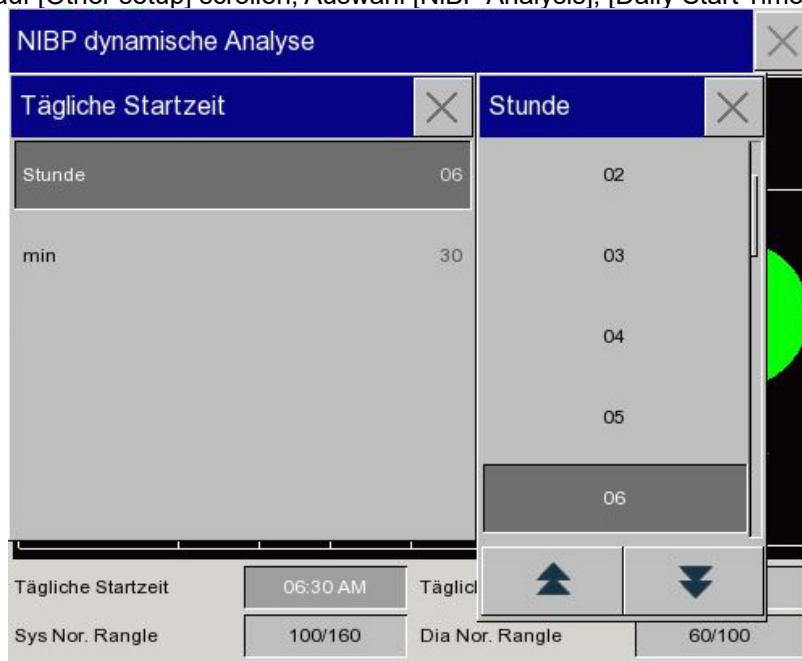 auf [Other setup] scrollen, Auswahl [NIBP Analysis], [Daily Start Time
NIBP dynamische Analyse
Tägliche Startzeit
Stunde
Stunde 06
min 30
02
03
04
05
06
Tägliche Startzeit 06:30 AM Täglic
Sys Nor. Rangle 100/160 Dia Nor. Rangle 60/100